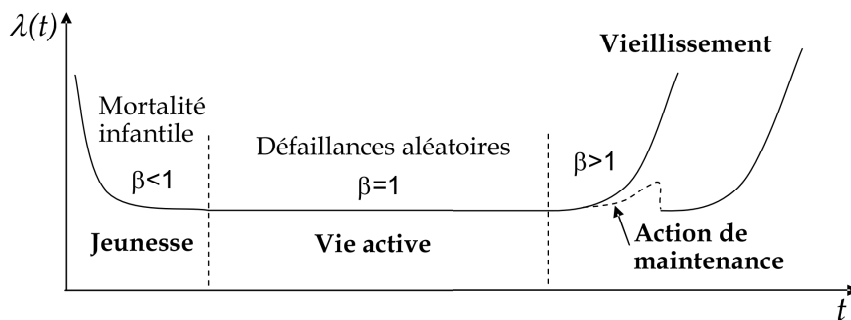 λ(t)
Vieillissement
Mortalité
infantile
Défaillances aléatoires
β<1
β=1
β>1
Jeunesse
Vie active
Action de
maintenance
t